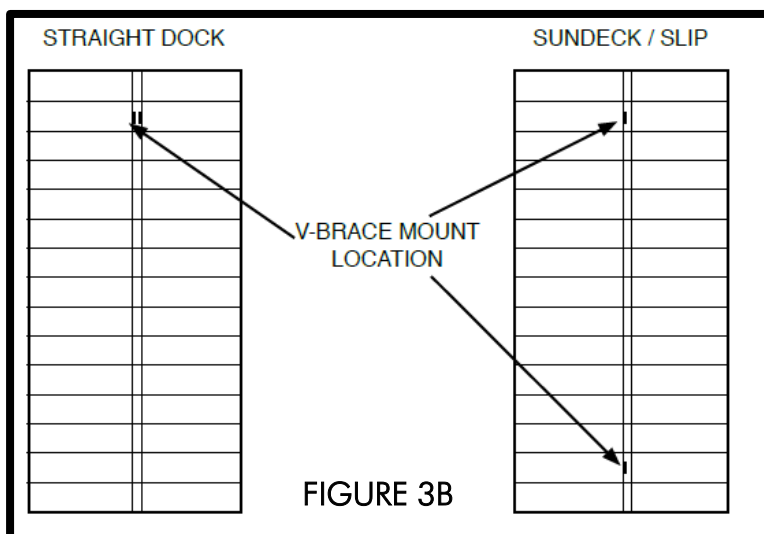 STRAIGHT DOCK
SUNDECK / SLIP
V-BRACE MOUNT
LOCATION
FIGURE 3B